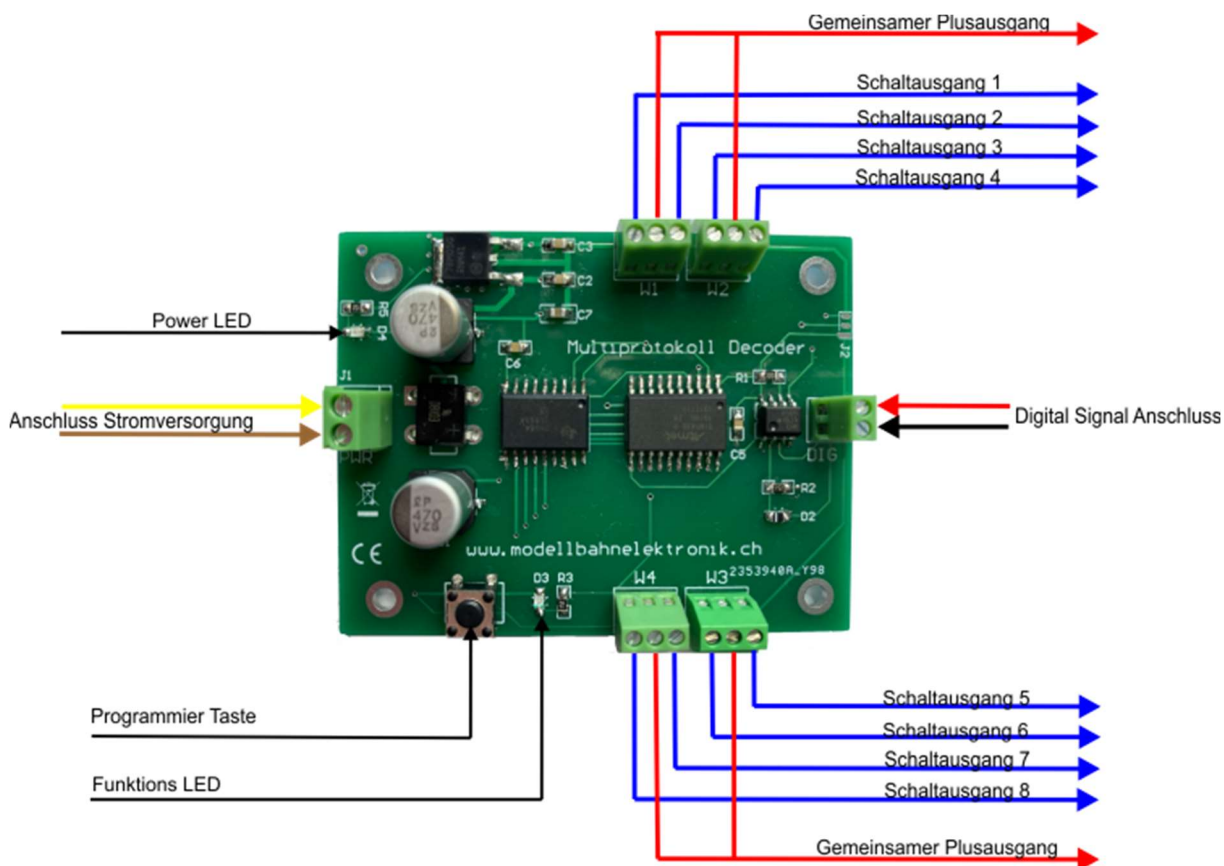 Gemeinsamer Plusausgang
Schaltausgang 1
Schaltausgang 2
Schaltausgang 3
Schaltausgang 4
C3
C2
C7
W1
W2
R5
D4
Power LED
Multiprotokoll Decoder
J2
C6
R1
J1
Anschluss Stromversorgung
PWR
C5
DIG
Digital Signal Anschluss
R2
D2
470
VZS
CE
www.modellbahnelektronik.ch
D3
R3
W4
W3
2353940A_Y98
Programmier Taste
Funktions LED
Schaltausgang 5
Schaltausgang 6
Schaltausgang 7
Schaltausgang 8
Gemeinsamer Plusausgang